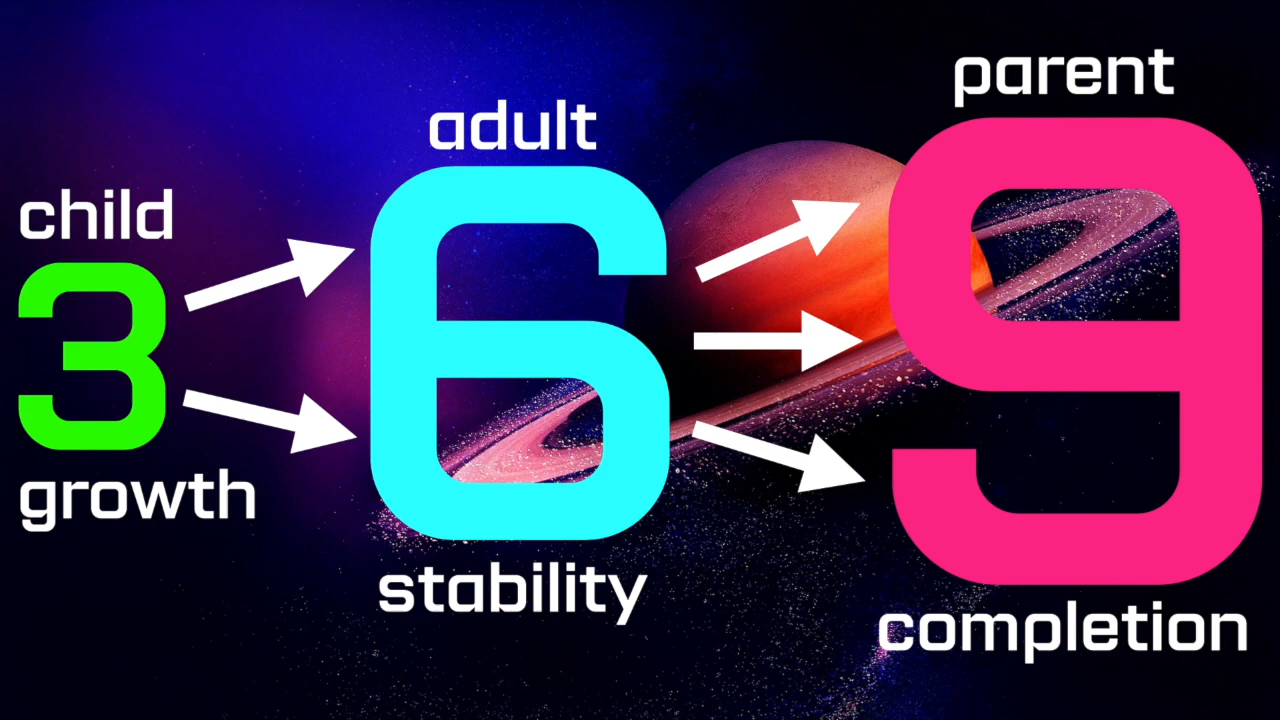 child
3
growth
adult
6
stability
parent
9
completion